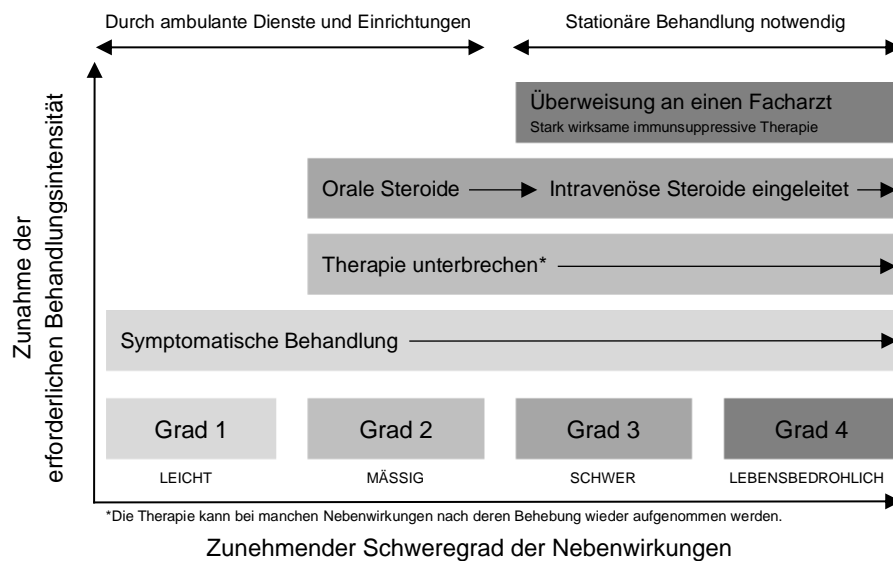 Durch ambulante Dienste und Einrichtungen
Stationäre Behandlung notwendig
Zunahme der
erforderlichen Behandlungsintensität
Überweisung an einen Facharzt
Stark wirksame immunsuppressive Therapie
Orale Steroide
Intravenöse Steroide eingeleitet
Therapie unterbrechen*
Symptomatische Behandlung
Grad 1
Grad 2
Grad 3
Grad 4
LEICHT
MÄSSIG
SCHWER
LEBENSBEDROHLICH
*Die Therapie kann bei manchen Nebenwirkungen nach deren Behebung wieder aufgenommen werden.
Zunehmender Schweregrad der Nebenwirkungen